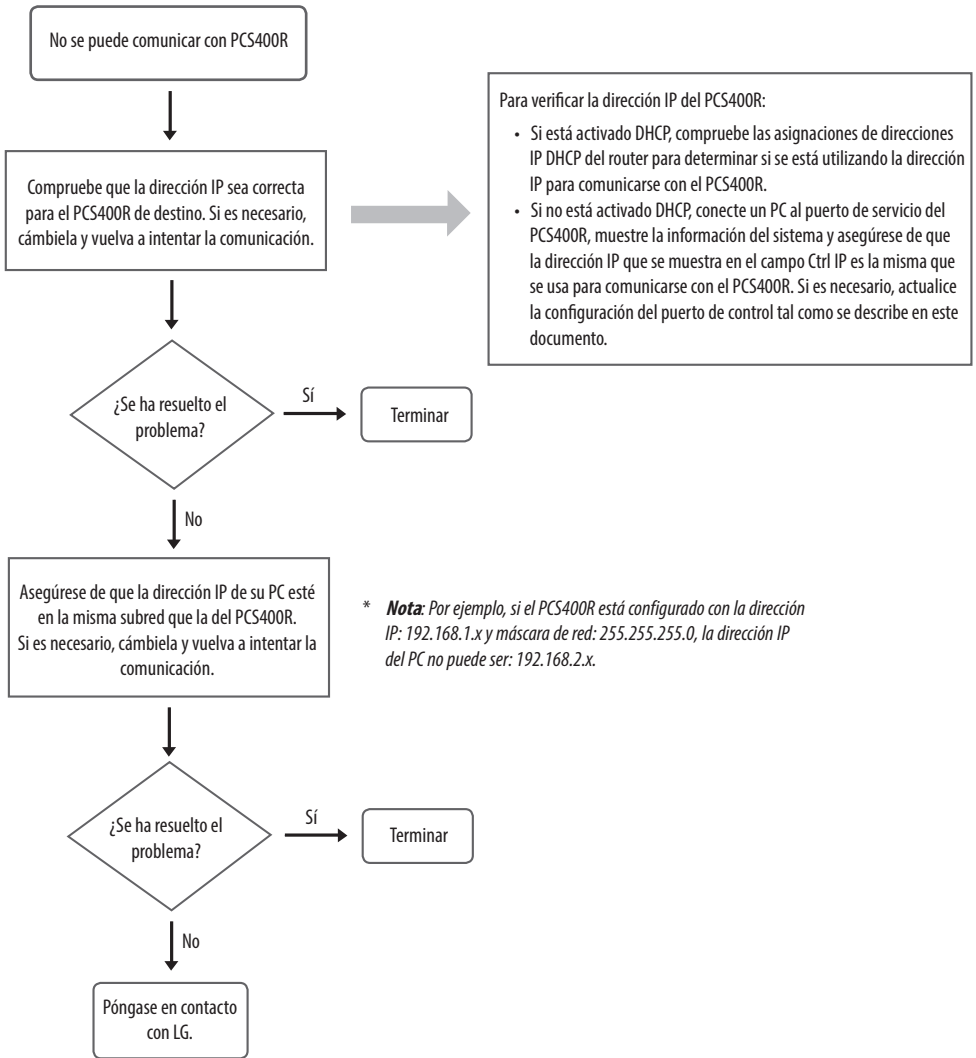 No se puede comunicar con PCS400R
Compruebe que la dirección IP sea correcta
para el PCS400R de destino. Si es necesario,
cámbiela y vuelva a intentar la comunicación.
Para verificar la dirección IP del PCS400R:
• Si está activado DHCP, compruebe las asignaciones de direcciones
IP DHCP del router para determinar si se está utilizando la dirección
IP para comunicarse con el PCS400R.
• Si no está activado DHCP, conecte un PC al puerto de servicio del
PCS400R, muestre la información del sistema y asegúrese de que
la dirección IP que se muestra en el campo Ctrl IP es la misma que
se usa para comunicarse con el PCS400R. Si es necesario, actualice
la configuración del puerto de control tal como se describe en este
documento.
¿Se ha resuelto el
problema?
Sí
Terminar
No
Asegúrese de que la dirección IP de su PC esté
en la misma subred que la del PCS400R.
Si es necesario, cámbiela y vuelva a intentar la
comunicación.
* Nota: Por ejemplo, si el PCS400R está configurado con la dirección
IP: 192.168.1.x y máscara de red: 255.255.255.0, la dirección IP
del PC no puede ser: 192.168.2.x.
¿Se ha resuelto el
problema?
Sí
Terminar
No
Póngase en contacto
con LG.